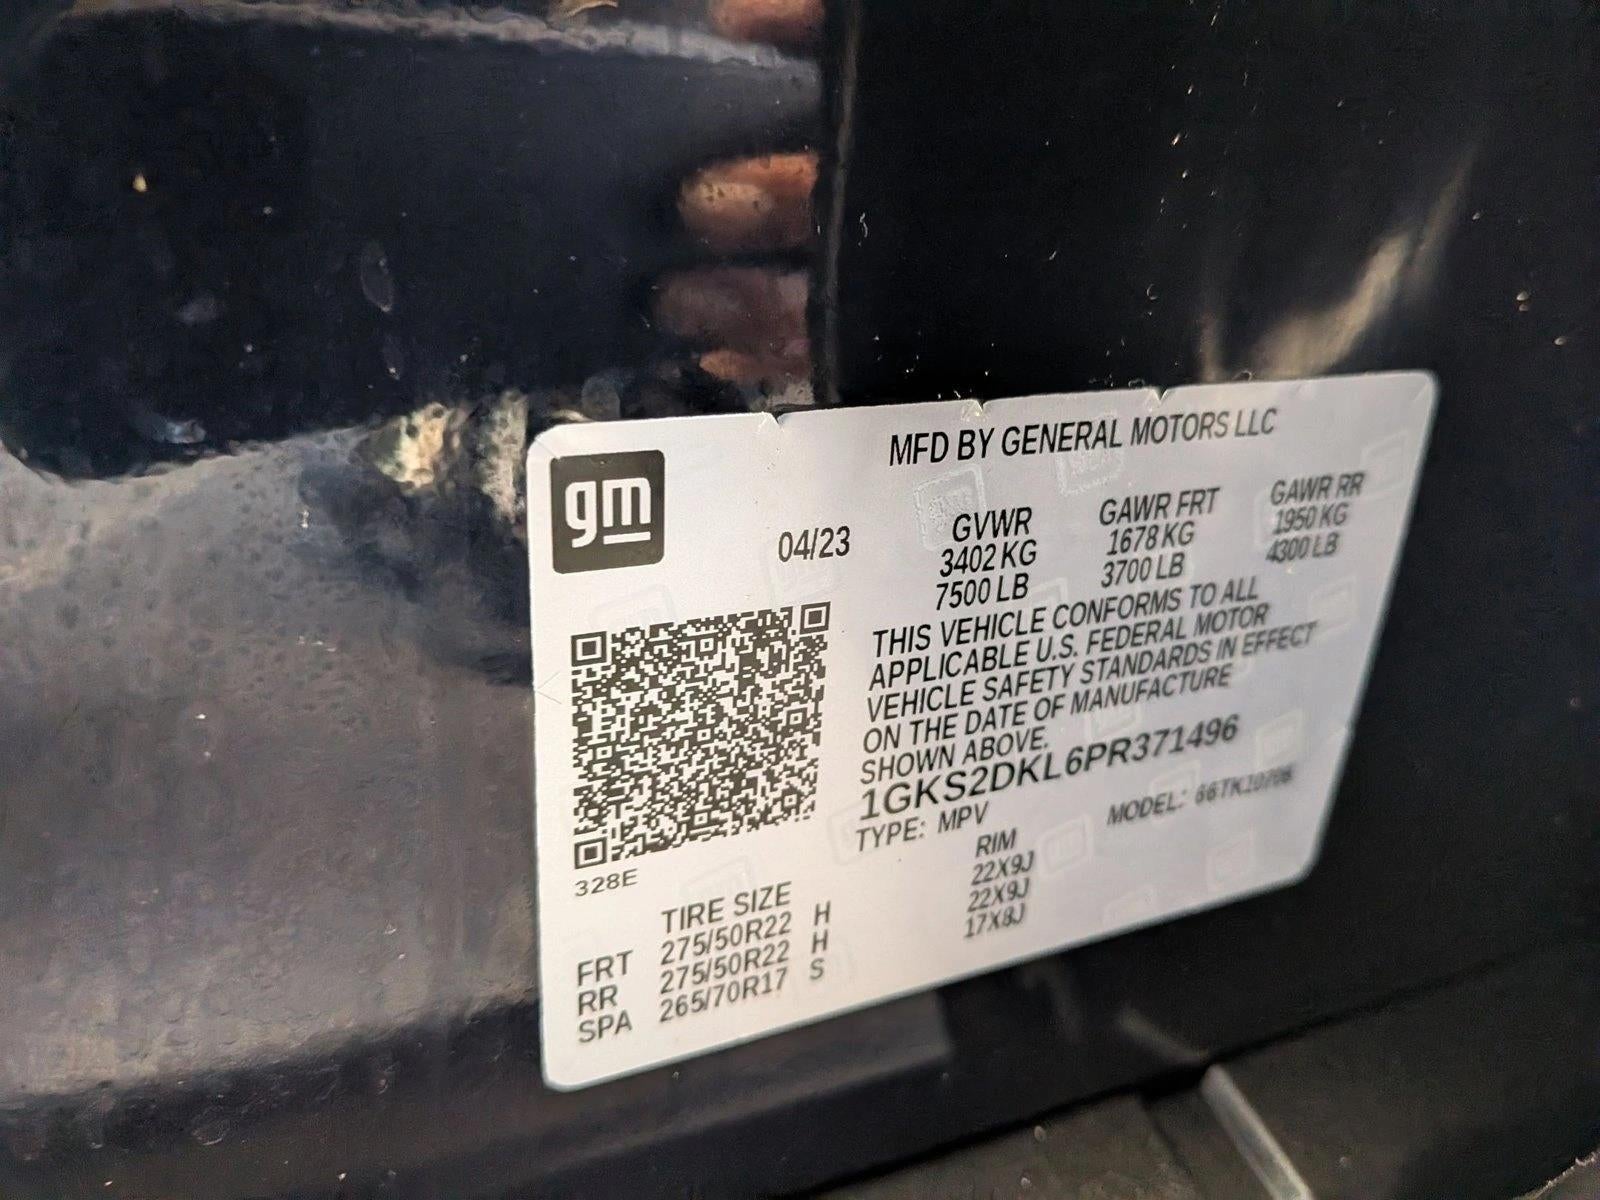 gm
MFD BY GENERAL MOTORS LLC
04/23
GVWR
3402 KG
7500 LB
GAWR FRT
1678 KG
3700 LB
GAWR RR
1950 KG
4300 LB
THIS VEHICLE CONFORMS TO ALL
APPLICABLE U.S. FEDERAL MOTOR
VEHICLE SAFETY STANDARDS IN EFFECT
ON THE DATE OF MANUFACTURE
SHOWN ABOVE.
1GKS2DKL6PR371496
TYPE: MPV
MODEL:
328E
TIRE SIZE
RIM
FRT 275/50R22 H 22X9J
RR 275/50R22 H 22X9J
SPA 265/70R17 S 17X8J